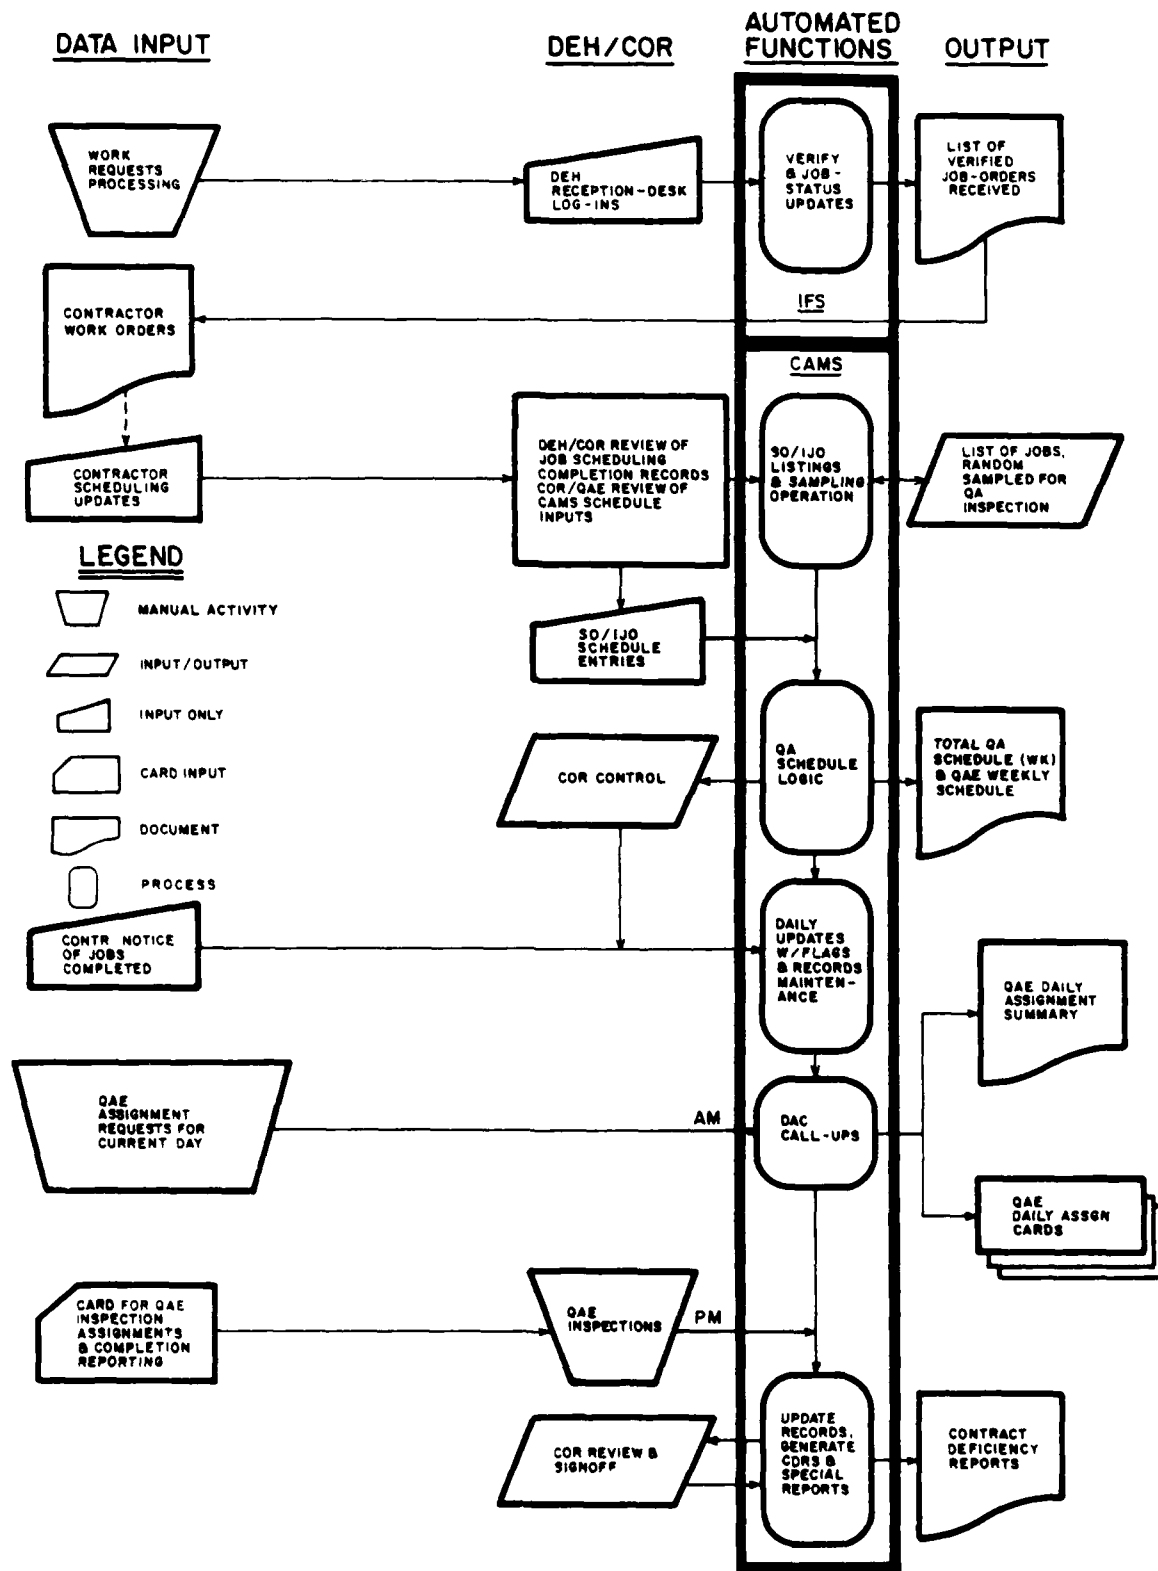 DATA INPUT
DEH/COR
AUTOMATED
FUNCTIONS
OUTPUT
WORK
REQUESTS
PROCESSING
DEH
RECEPTION-DESK
LOG-INS
VERIFY
& JOB-
STATUS
UPDATES
LIST OF
VERIFIED
JOB-ORDERS
RECEIVED
IFS
CONTRACTOR
WORK ORDERS
CAMS
CONTRACTOR
SCHEDULING
UPDATES
DEH/COR REVIEW OF
JOB SCHEDULING
COMPLETION RECORDS
COR/QAE REVIEW OF
CAMS SCHEDULE
INPUTS
SO/IJO
LISTINGS
& SAMPLING
OPERATION
LIST OF JOBS,
RANDOM
SAMPLED FOR
QA
INSPECTION
LEGEND
MANUAL ACTIVITY
INPUT/OUTPUT
INPUT ONLY
CARD INPUT
DOCUMENT
PROCESS
SO/IJO
SCHEDULE
ENTRIES
COR CONTROL
QA
SCHEDULE
LOGIC
TOTAL QA
SCHEDULE (WK)
& QAE WEEKLY
SCHEDULE
CONTR NOTICE
OF JOBS
COMPLETED
DAILY
UPDATES
W/FLAGS
& RECORDS
MAINTEN-
ANCE
QAE DAILY
ASSIGNMENT
SUMMARY
QAE
ASSIGNMENT
REQUESTS FOR
CURRENT DAY
AM
DAC
CALL-UPS
QAE
DAILY ASSGN
CARDS
CARD FOR QAE
INSPECTION
ASSIGNMENTS
& COMPLETION
REPORTING
QAE
INSPECTIONS
PM
COR REVIEW &
SIGNOFF
UPDATE
RECORDS,
GENERATE
CDRS &
SPECIAL
REPORTS
CONTRACT
DEFICIENCY
REPORTS